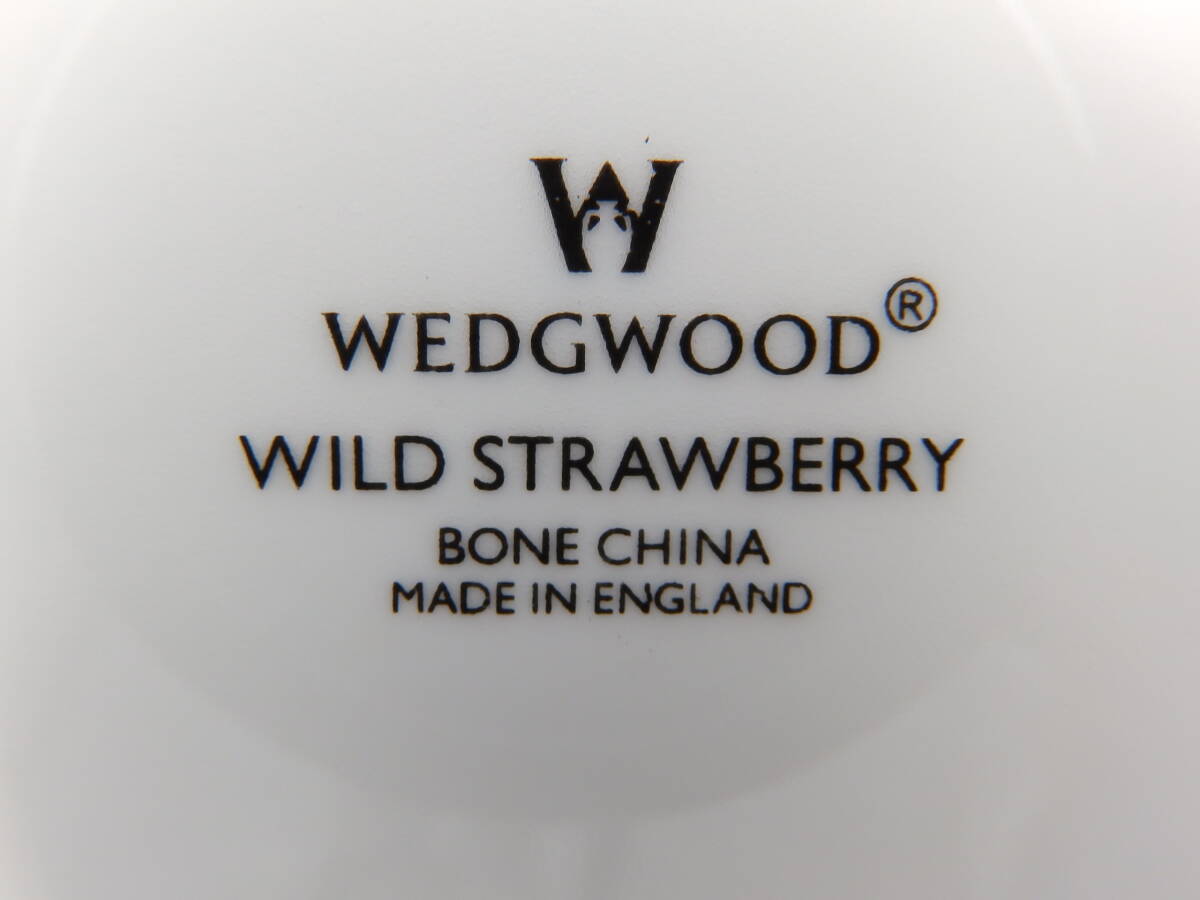 W
WEDGWOOD®
WILD STRAWBERRY
BONE CHINA
MADE IN ENGLAND